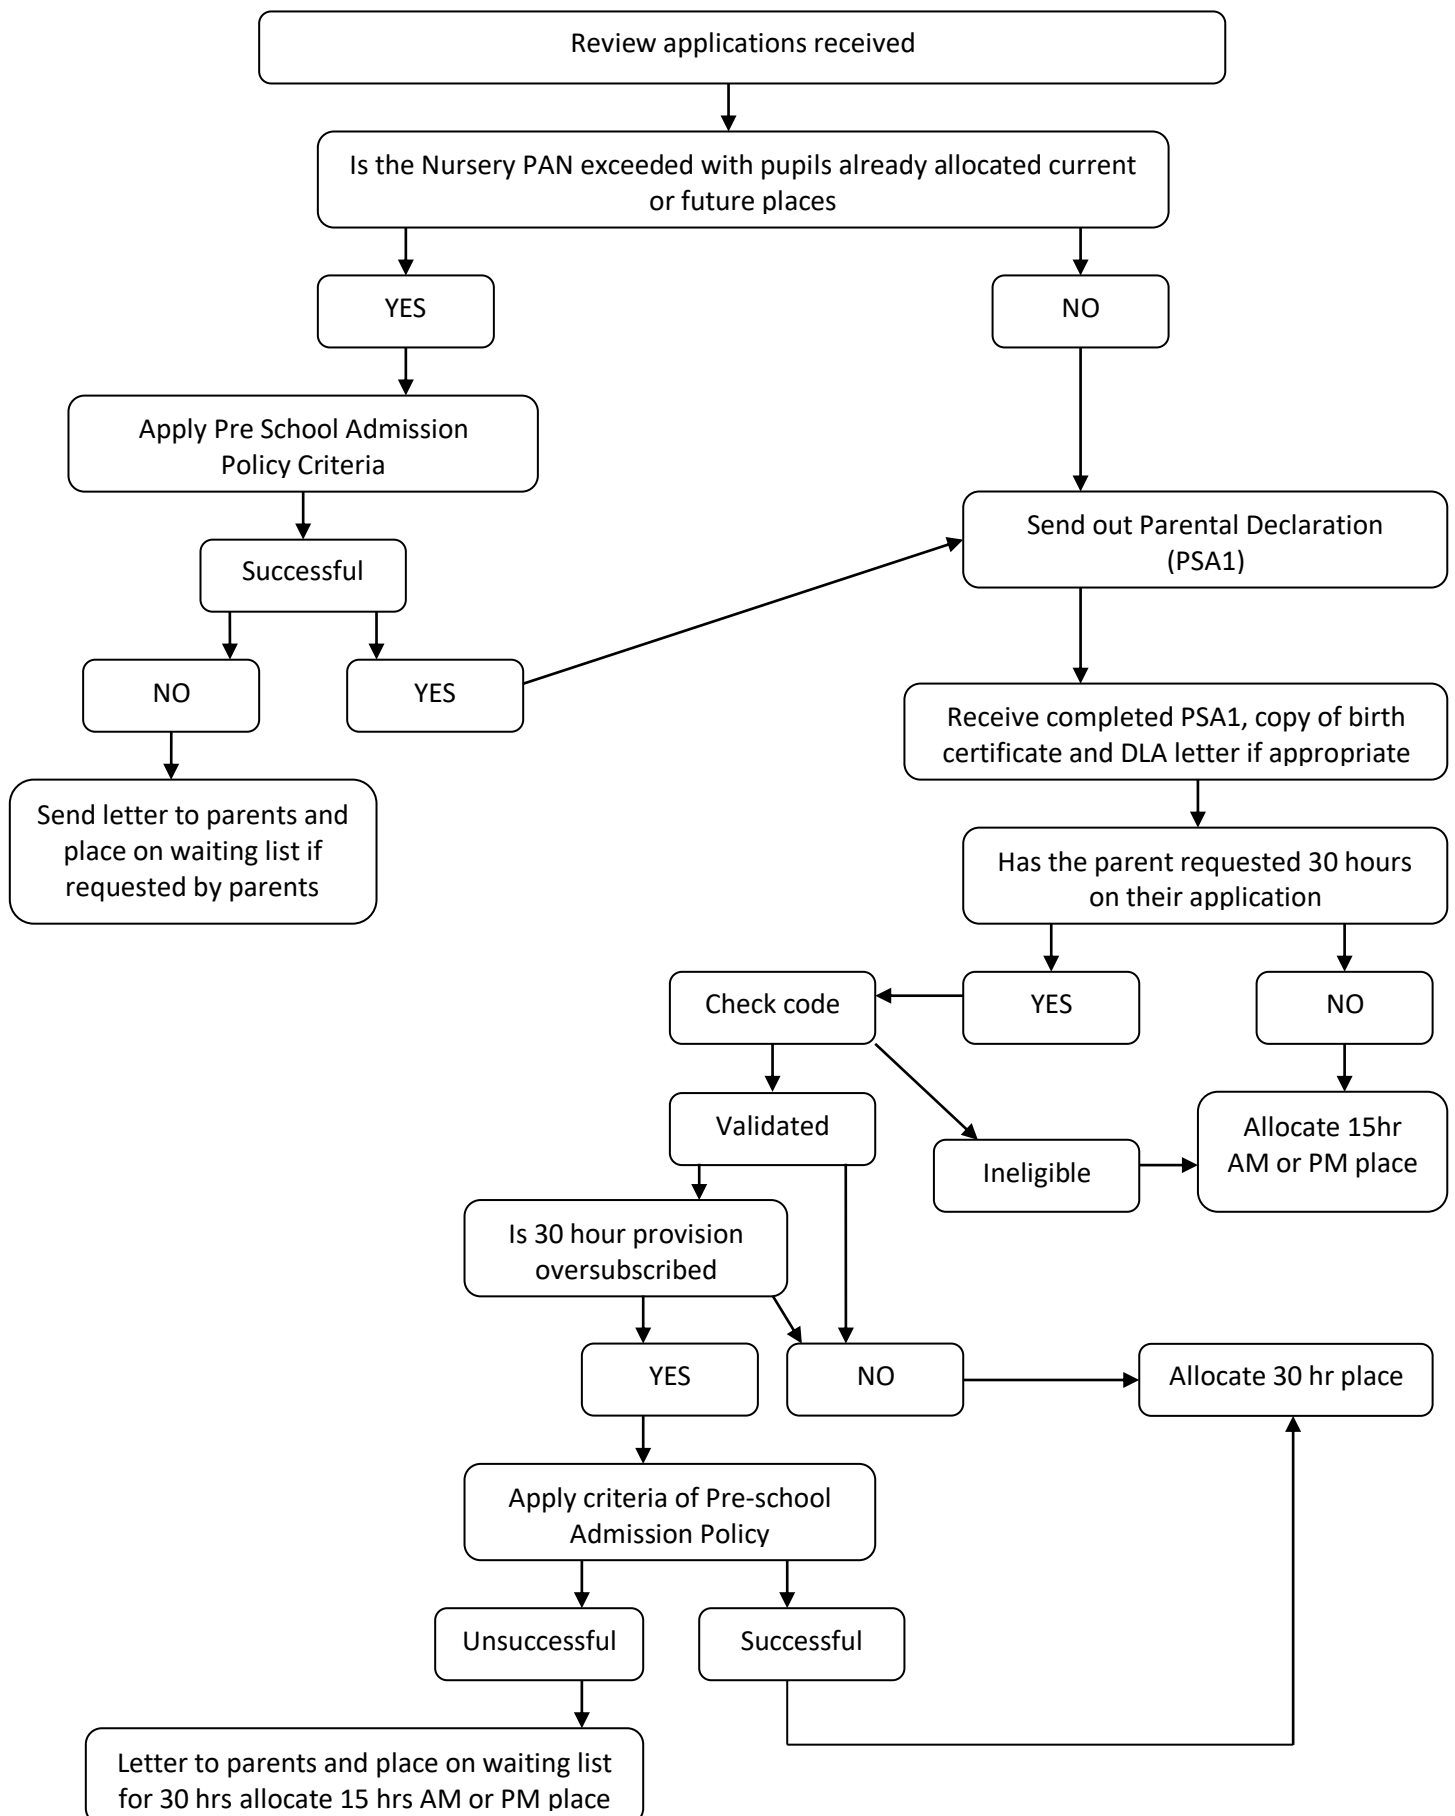 Review applications received
Is the Nursery PAN exceeded with pupils already allocated current
or future places
YES
NO
Apply Pre School Admission
Policy Criteria
Send out Parental Declaration
(PSA1)
Successful
NO
YES
Receive completed PSA1, copy of birth
certificate and DLA letter if appropriate
Send letter to parents and
place on waiting list if
requested by parents
Has the parent requested 30 hours
on their application
Check code
YES
NO
Validated
Ineligible
Allocate 15hr
AM or PM place
Is 30 hour provision
oversubscribed
YES
NO
Allocate 30 hr place
Apply criteria of Pre-school
Admission Policy
Unsuccessful
Successful
Letter to parents and place on waiting list
for 30 hrs allocate 15 hrs AM or PM place